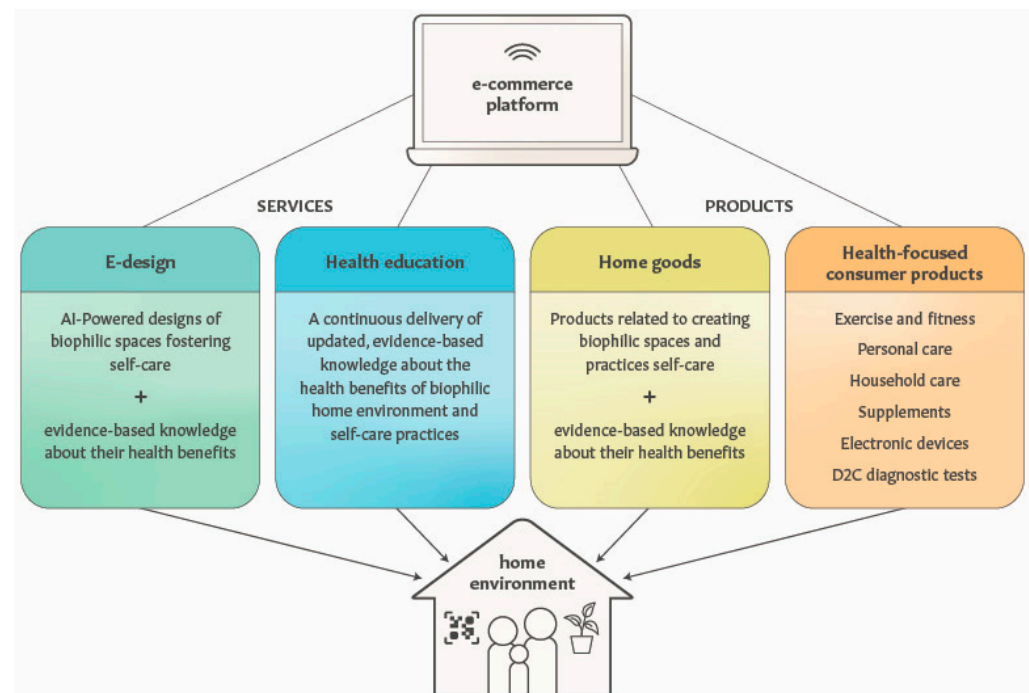 e-commerce
platform
SERVICES
PRODUCTS
E-design
AI-Powered designs of
biophilic spaces fostering
self-care
+
evidence-based knowledge
about their health benefits
Health education
A continuous delivery of
updated, evidence-based
knowledge about the
health benefits of biophilic
home environment and
self-care practices
Home goods
Products related to creating
biophilic spaces and
practices self-care
+
evidence-based knowledge
about their health benefits
Health-focused
consumer products
Exercise and fitness
Personal care
Household care
Supplements
Electronic devices
D2C diagnostic tests
home
environment